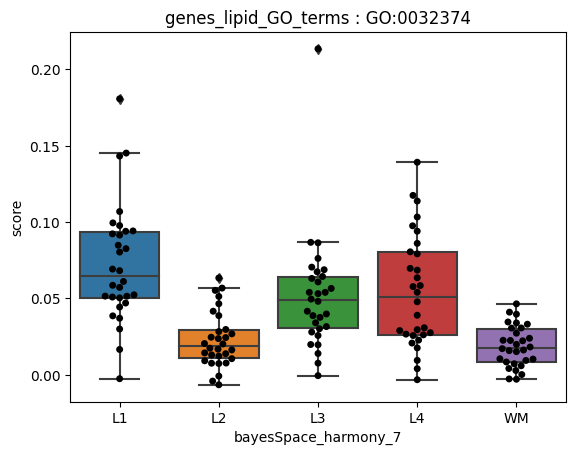 genes_lipid_GO_terms : GO:0032374
0.20
0.15
0.10
0.05
0.00
score
L1 L2 L3 L4 WM
bayesSpace_harmony_7